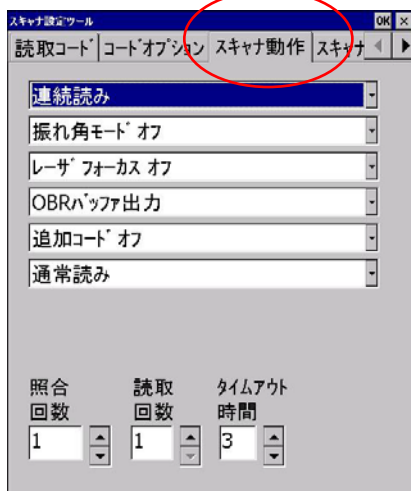 スキャナ設定ツール OK ×
読取コード コードオプション スキャナ動作 スキャナ
連続読み
振れ角モード オフ
レーザ フォーカス オフ
OBRバッファ出力
追加コード オフ
通常読み
照合 読取 タイムアウト
回数 回数 時間
1 1 3